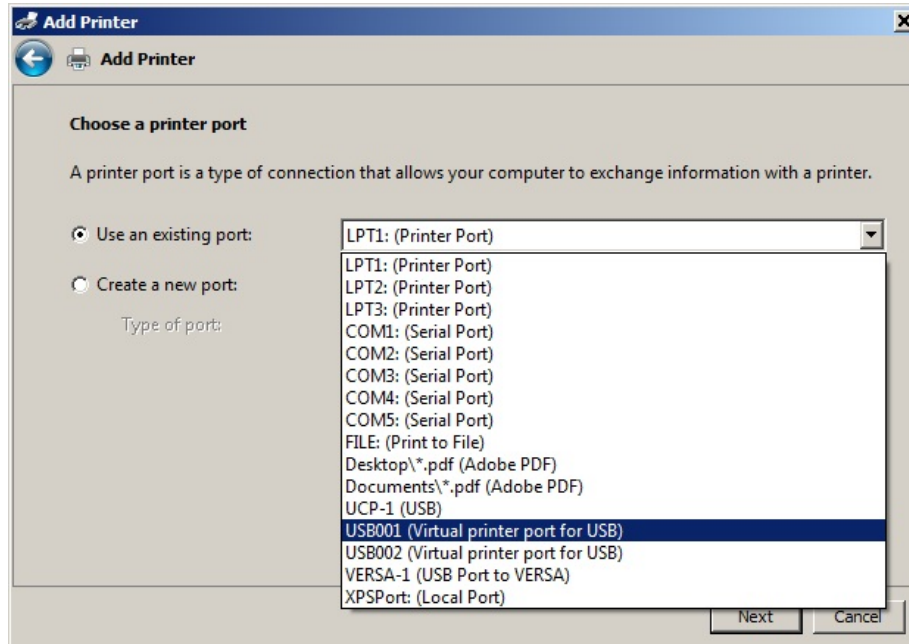 Add Printer
Add Printer
Choose a printer port
A printer port is a type of connection that allows your computer to exchange information with a printer.
Use an existing port:
LPT1: (Printer Port)
LPT1: (Printer Port)
LPT2: (Printer Port)
Create a new port:
LPT3: (Printer Port)
Type of port:
COM1: (Serial Port)
COM2: (Serial Port)
COM3: (Serial Port)
COM4: (Serial Port)
COM5: (Serial Port)
FILE: (Print to File)
Desktop\*.pdf (Adobe PDF)
Documents\*.pdf (Adobe PDF)
UCP-1 (USB)
USB001 (Virtual printer port for USB)
USB002 (Virtual printer port for USB)
VERSA-1 (USB Port to VERSA)
XPSPort: (Local Port)
Next
Cancel